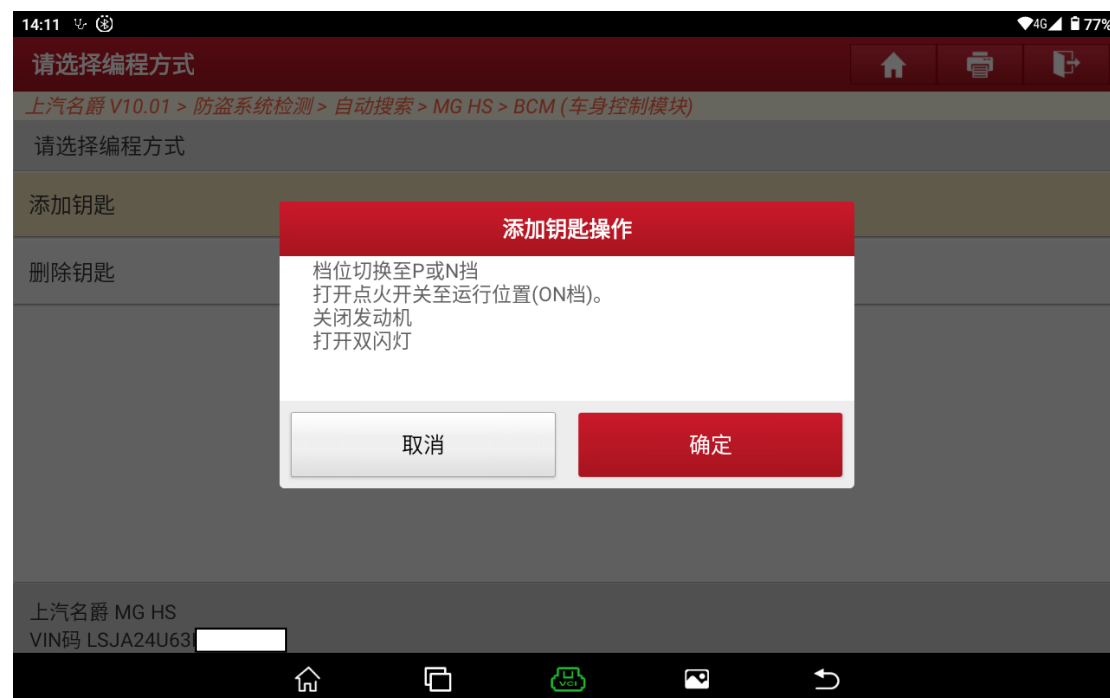 14:11
4G 77%
请选择编程方式
上汽名爵 V10.01 > 防盗系统检测 > 自动搜索 > MG HS > BCM (车身控制模块)
请选择编程方式
添加钥匙
删除钥匙
添加钥匙操作
档位切换至P或N挡
打开点火开关至运行位置(ON档)。
关闭发动机
打开双闪灯
取消
确定
上汽名爵 MG HS
VIN码 LSJA24U63
VCI